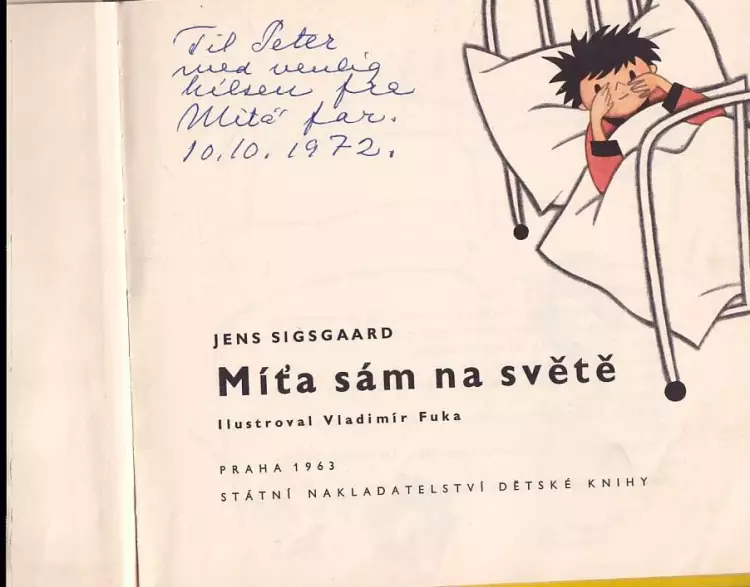 Til Peter
med venlig
hilsen fra
Mítá' far.
10.10. 1972.
JENS SIGSGAARD
Míťa sám na světě
Ilustroval Vladimír Fuka
PRAHA 1963
STÁTNÍ NAKLADATELSTVÍ DĚTSKÉ KNIHY